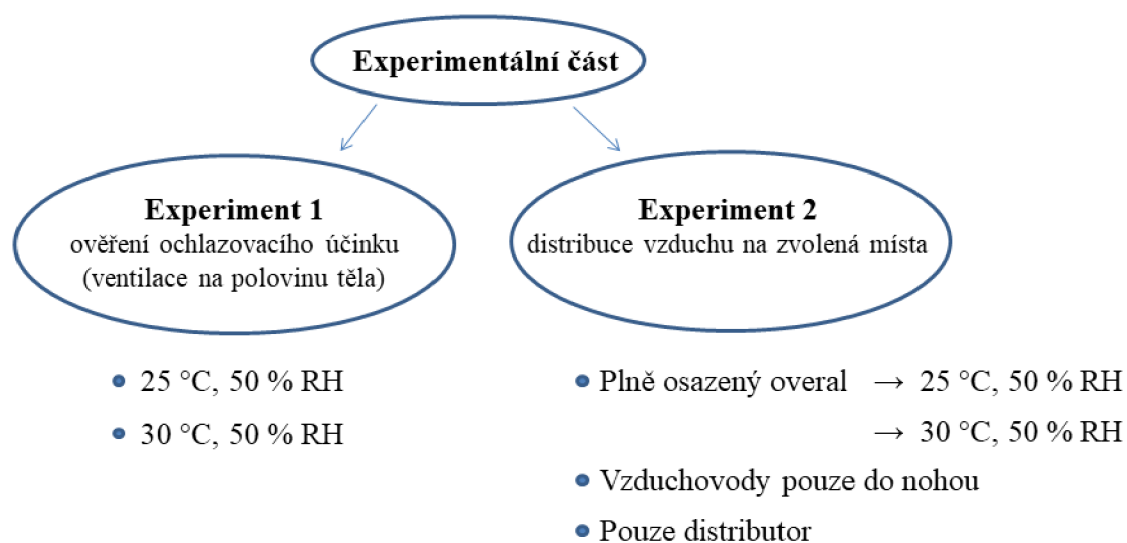 Experimentální část
Experiment 1
ověření ochlazovacího účinku
(ventilace na polovinu těla)
Experiment 2
distribuce vzduchu na zvolená místa
25 °C, 50 % RH
30 °C, 50 % RH
Plně osazený overal → 25 °C, 50 % RH
→ 30 °C, 50 % RH
Vzduchovody pouze do nohou
Pouze distributor